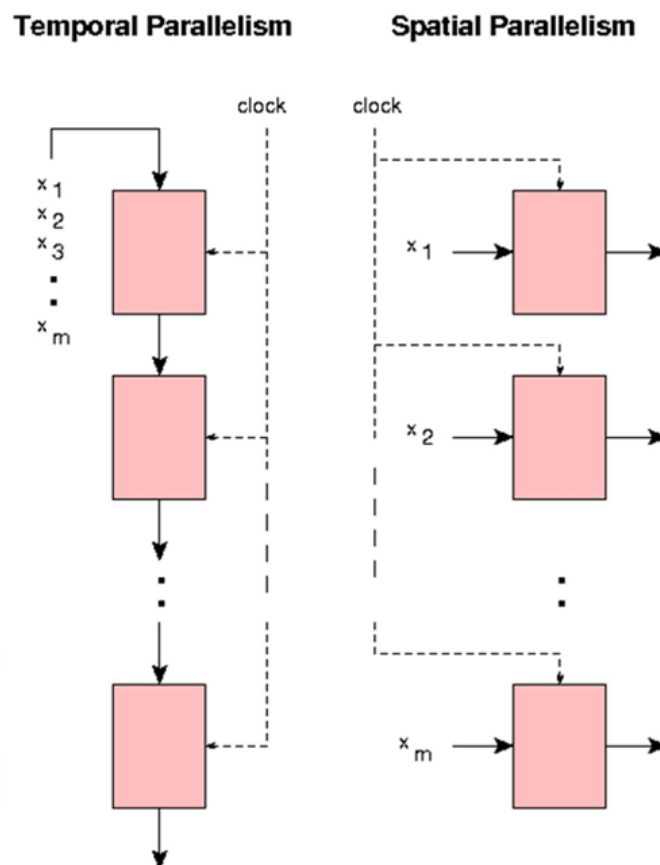 Temporal Parallelism
Spatial Parallelism
clock
clock
x1
x2
x3
xm
x1
x2
xm